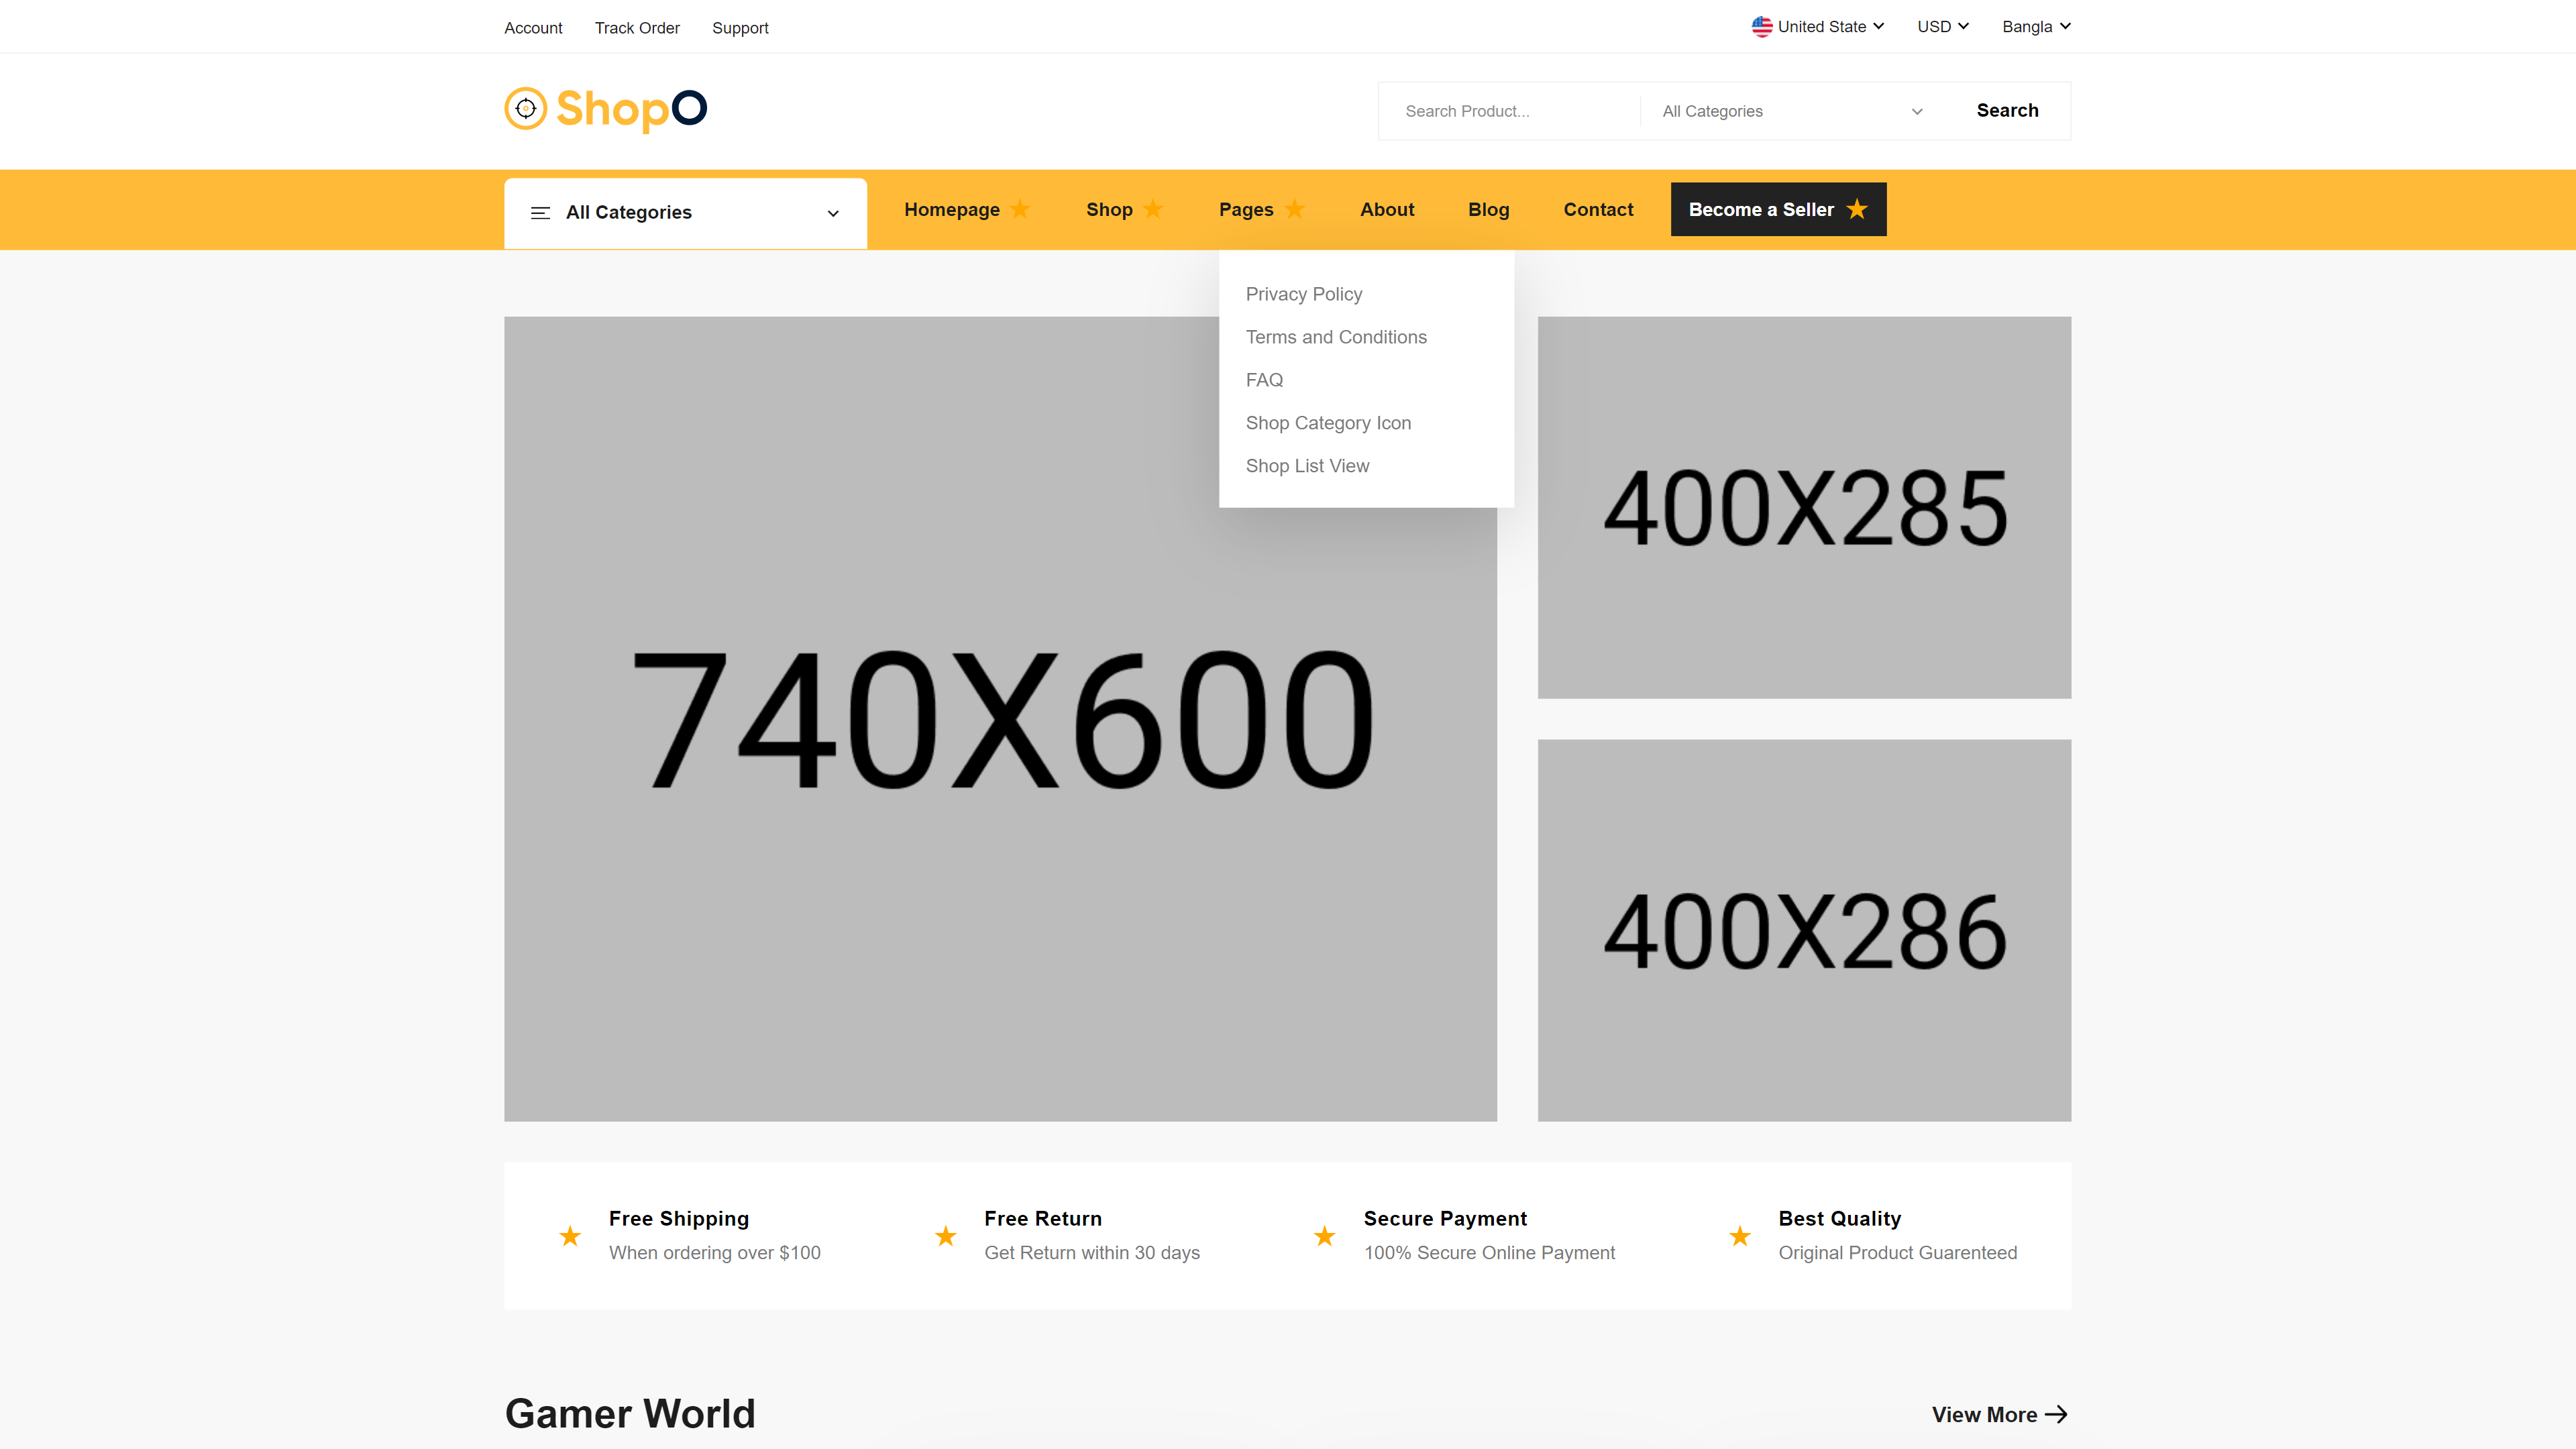 Account Track Order Support United State USD Bangla
ShopO Search Product... All Categories Search
All Categories Homepage Shop Pages About Blog Contact Become a Seller
Privacy Policy
Terms and Conditions
FAQ
Shop Category Icon
Shop List View
740X600
400X285
400X286
Free Shipping
When ordering over $100
Free Return
Get Return within 30 days
Secure Payment
100% Secure Online Payment
Best Quality
Original Product Guarenteed
Gamer World View More